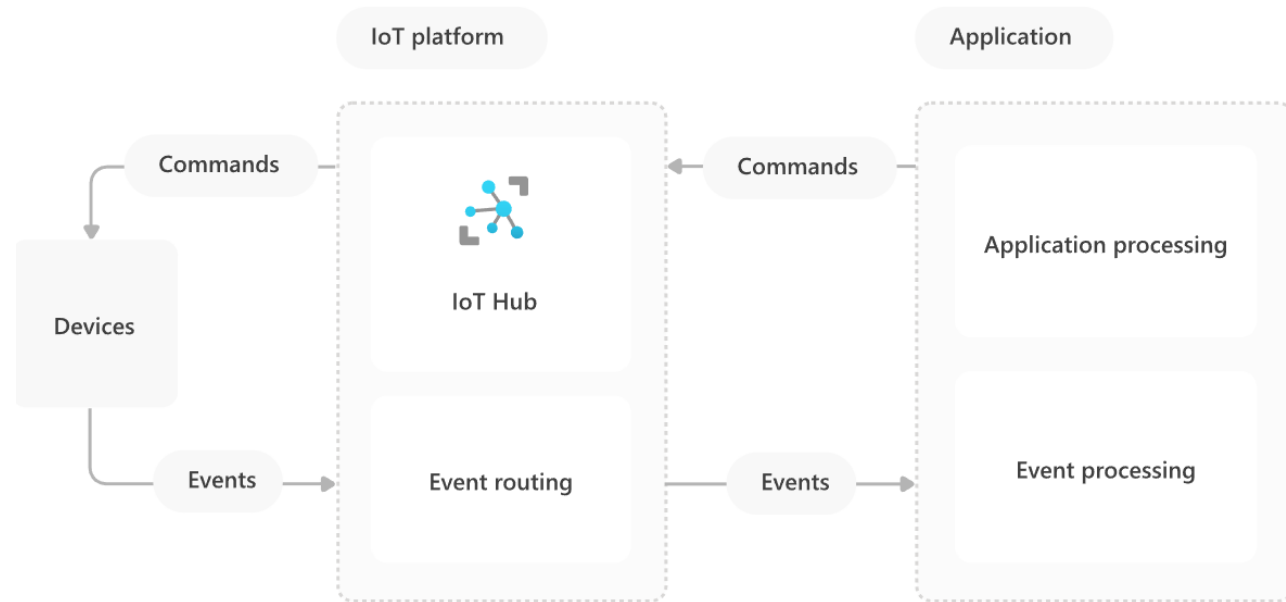 IoT platform
Application
Commands
Commands
Application processing
IoT Hub
Devices
Events
Event routing
Events
Event processing